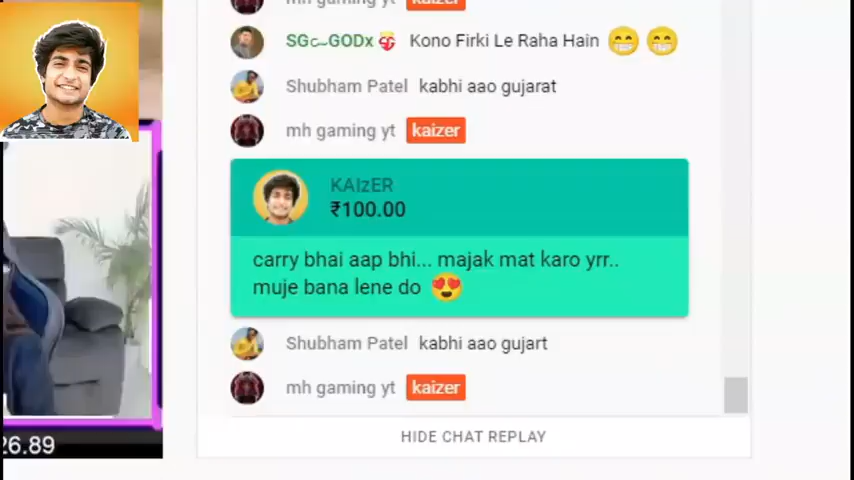 mh gaming yt kaizer
SGcـGODx Kono Firki Le Raha Hain 😁 😁
Shubham Patel kabhi aao gujarat
mh gaming yt kaizer
KAIzER
₹100.00
carry bhai aap bhi... majak mat karo yrr..
muje bana lene do 😍
Shubham Patel kabhi aao gujart
mh gaming yt kaizer
26.89
HIDE CHAT REPLAY